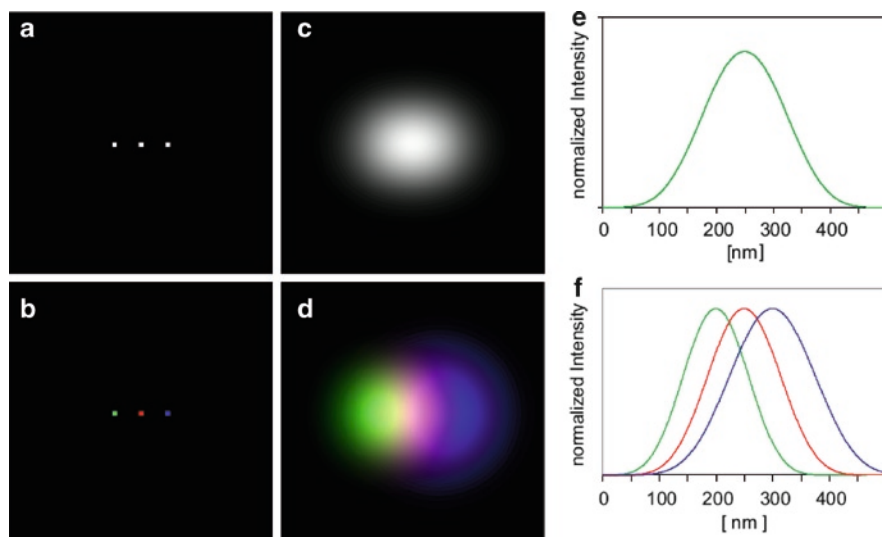 a
c
e
normalized Intensity
0 100 200 300 400
[nm]
b
d
f
normalized Intensity
0 100 200 300 400
[ nm ]